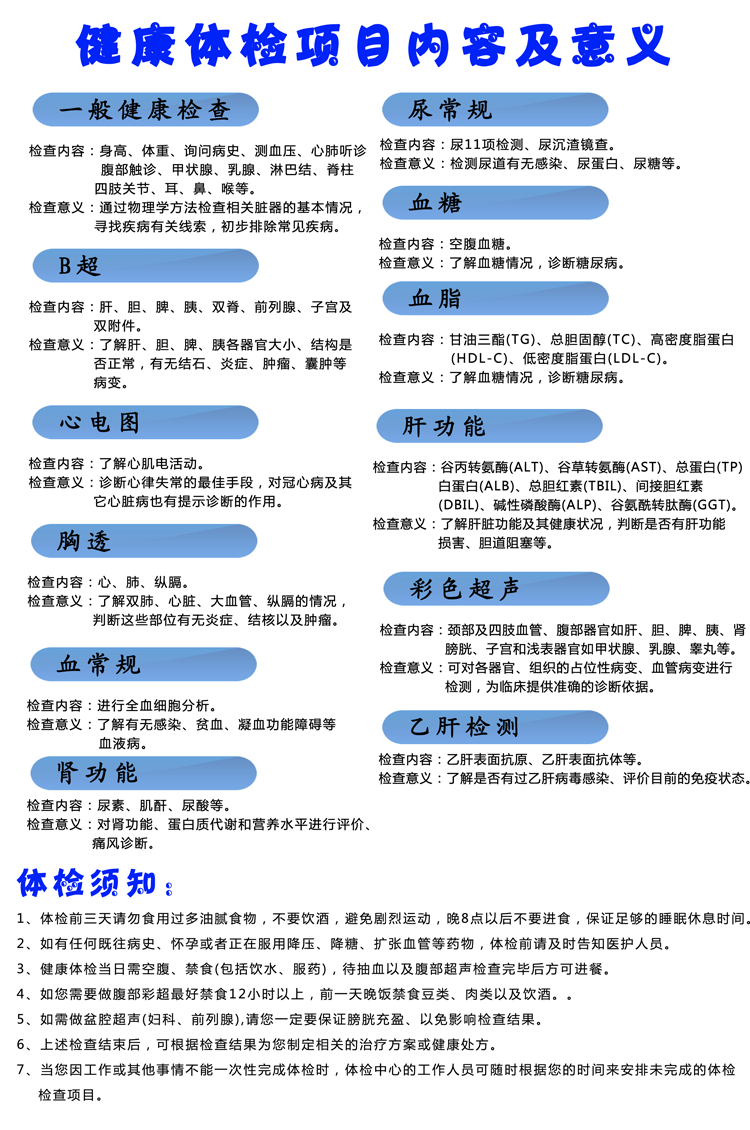 健康体检项目内容及意义
一般健康检查
检查内容：身高、体重、询问病史、测血压、心肺听诊
腹部触诊、甲状腺、乳腺、淋巴结、脊柱
四肢关节、耳、鼻、喉等。
检查意义：通过物理学方法检查相关脏器的基本情况，
寻找疾病有关线索，初步排除常见疾病。
B超
检查内容：肝、胆、脾、胰、双脊、前列腺、子宫及
双附件。
检查意义：了解肝、胆、脾、胰各器官大小、结构是
否正常，有无结石、炎症、肿瘤、囊肿等
病变。
心电图
检查内容：了解心肌电活动。
检查意义：诊断心律失常的最佳手段，对冠心病及其
它心脏病也有提示诊断的作用。
胸透
检查内容：心、肺、纵膈。
检查意义：了解双肺、心脏、大血管、纵膈的情况，
判断这些部位有无炎症、结核以及肿瘤。
血常规
检查内容：进行全血细胞分析。
检查意义：了解有无感染、贫血、凝血功能障碍等
血液病。
肾功能
检查内容：尿素、肌酐、尿酸等。
检查意义：对肾功能、蛋白质代谢和营养水平进行评价、
痛风诊断。
尿常规
检查内容：尿11项检测、尿沉渣镜查。
检查意义：检测尿道有无感染、尿蛋白、尿糖等。
血糖
检查内容：空腹血糖。
检查意义：了解血糖情况，诊断糖尿病。
血脂
检查内容：甘油三酯(TG)、总胆固醇(TC)、高密度脂蛋白
(HDL-C)、低密度脂蛋白(LDL-C)。
检查意义：了解血糖情况，诊断糖尿病。
肝功能
检查内容：谷丙转氨酶(ALT)、谷草转氨酶(AST)、总蛋白(TP)
白蛋白(ALB)、总胆红素(TBIL)、间接胆红素
(DBIL)、碱性磷酸酶(ALP)、谷氨酰转肽酶(GGT)。
检查意义：了解肝脏功能及其健康状况，判断是否有肝功能
损害、胆道阻塞等。
彩色超声
检查内容：颈部及四肢血管、腹部器官如肝、胆、脾、胰、肾
膀胱、子宫和浅表器官如甲状腺、乳腺、睾丸等。
检查意义：可对各器官、组织的占位性病变、血管病变进行
检测，为临床提供准确的诊断依据。
乙肝检测
检查内容：乙肝表面抗原、乙肝表面抗体等。
检查意义：了解是否有过乙肝病毒感染、评价目前的免疫状态。
体检须知：
1、体检前三天请勿食用过多油腻食物，不要饮酒，避免剧烈运动，晚8点以后不要进食，保证足够的睡眠休息时间。
2、如有任何既往病史、怀孕或者正在服用降压、降糖、扩张血管等药物，体检前请及时告知医护人员。
3、健康体检当日需空腹、禁食(包括饮水、服药)，待抽血以及腹部超声检查完毕后方可进餐。
4、如您需要做腹部彩超最好禁食12小时以上，前一天晚饭禁食豆类、肉类以及饮酒。。
5、如需做盆腔超声(妇科、前列腺),请您一定要保证膀胱充盈、以免影响检查结果。
6、上述检查结束后，可根据检查结果为您制定相关的治疗方案或健康处方。
7、当您因工作或其他事情不能一次性完成体检时，体检中心的工作人员可随时根据您的时间来安排未完成的体检
检查项目。